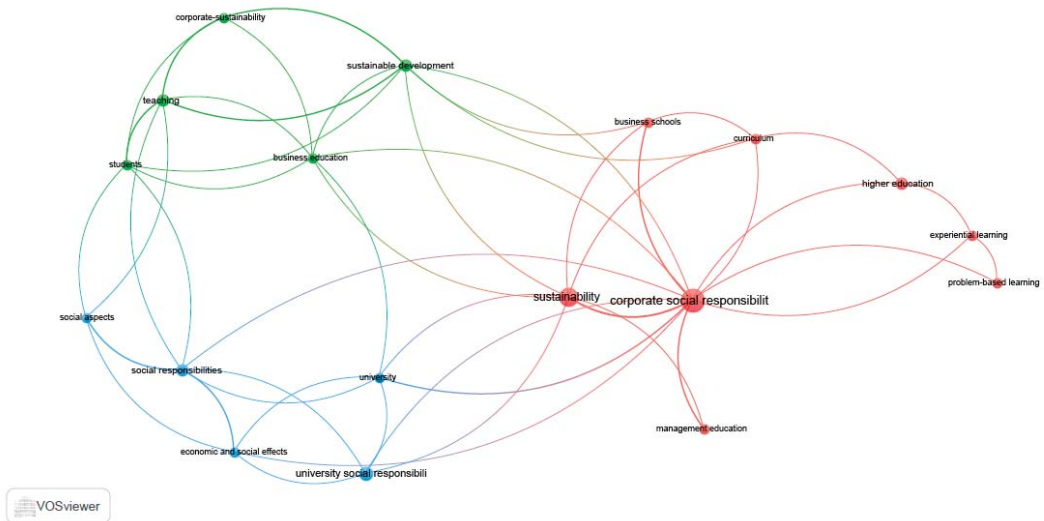 corporate-sustainability
sustainable development
teaching
business schools
curriculum
business education
students
higher education
experiential learning
problem-based learning
sustainability
corporate social responsibilit
social aspects
social responsibilities
university
management education
economic and social effects
university social responsibili
VOSviewer